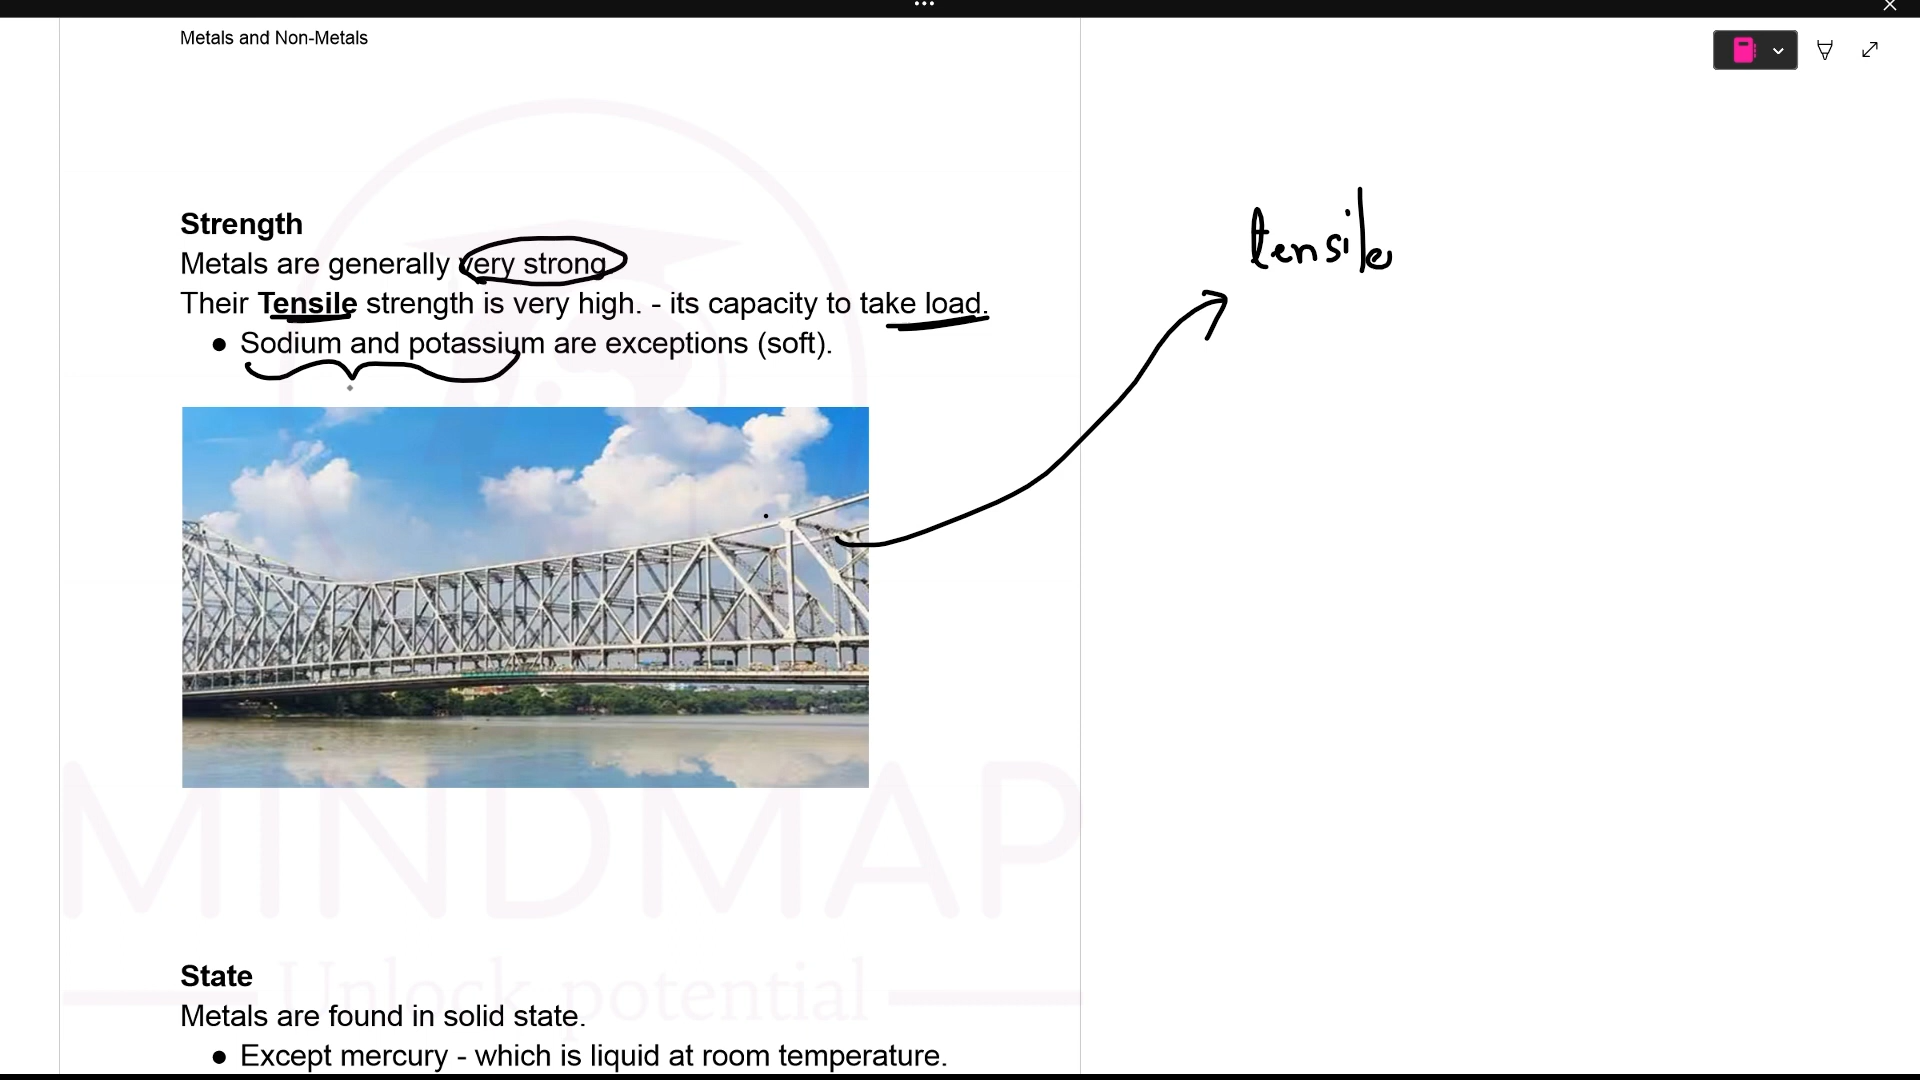 Metals and Non-Metals
Strength
Metals are generally very strong
Their Tensile strength is very high. - its capacity to take load.
● Sodium and potassium are exceptions (soft).
tensile
MINDMAP
Unlock potential
State
Metals are found in solid state.
● Except mercury - which is liquid at room temperature.